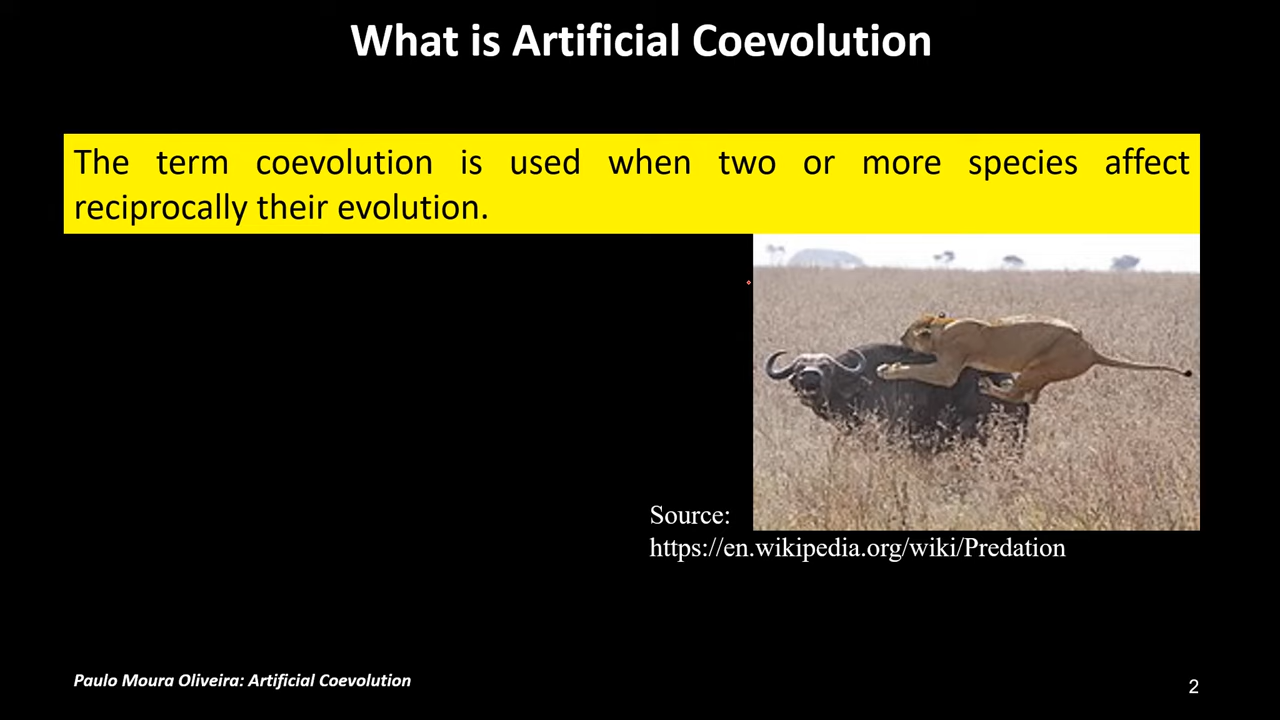 What is Artificial Coevolution
The term coevolution is used when two or more species affect
reciprocally their evolution.
Source:
https://en.wikipedia.org/wiki/Predation
Paulo Moura Oliveira: Artificial Coevolution
2